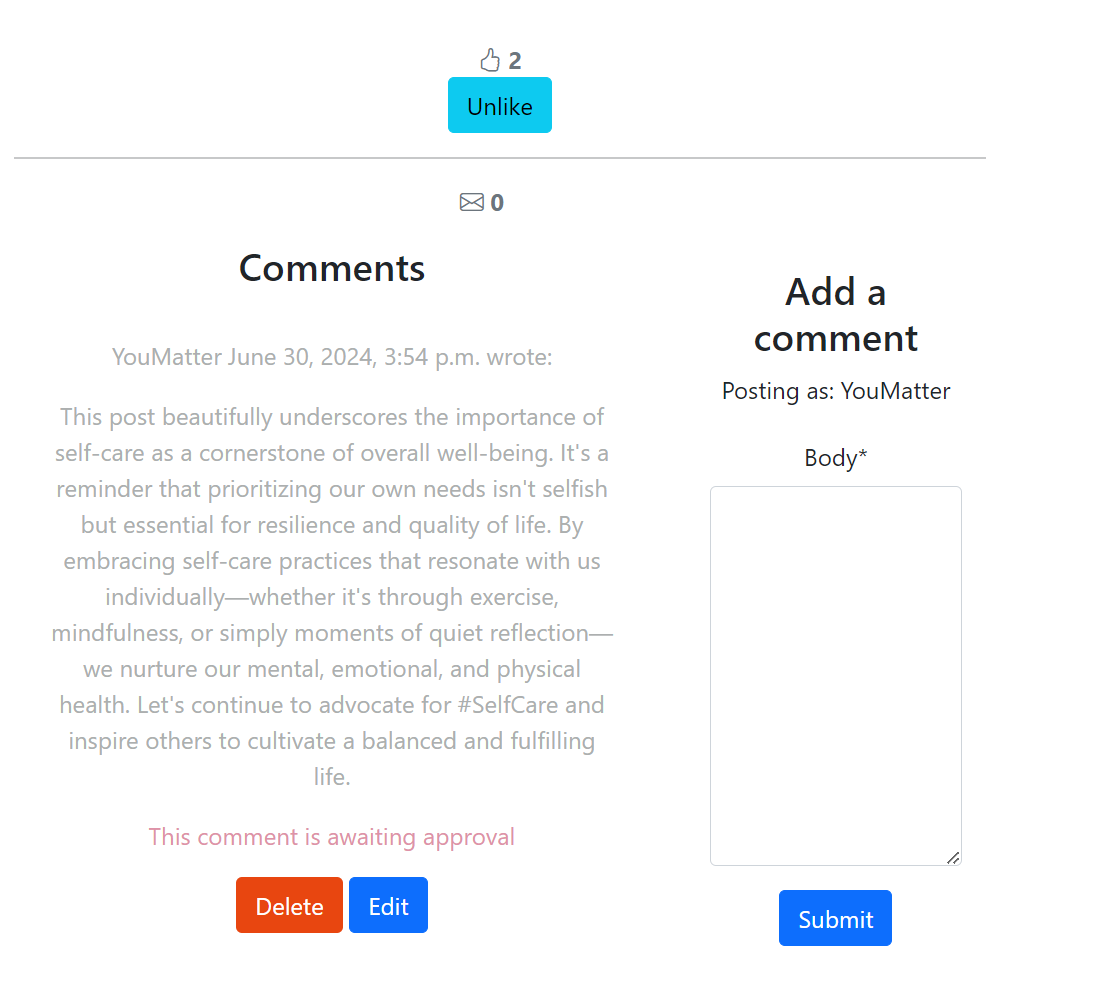 2
Unlike
0
Comments
YouMatter June 30, 2024, 3:54 p.m. wrote:
This post beautifully underscores the importance of
self-care as a cornerstone of overall well-being. It's a
reminder that prioritizing our own needs isn't selfish
but essential for resilience and quality of life. By
embracing self-care practices that resonate with us
individually—whether it's through exercise,
mindfulness, or simply moments of quiet reflection—
we nurture our mental, emotional, and physical
health. Let's continue to advocate for #SelfCare and
inspire others to cultivate a balanced and fulfilling
life.
This comment is awaiting approval
Delete Edit
Add a
comment
Posting as: YouMatter
Body*
Submit